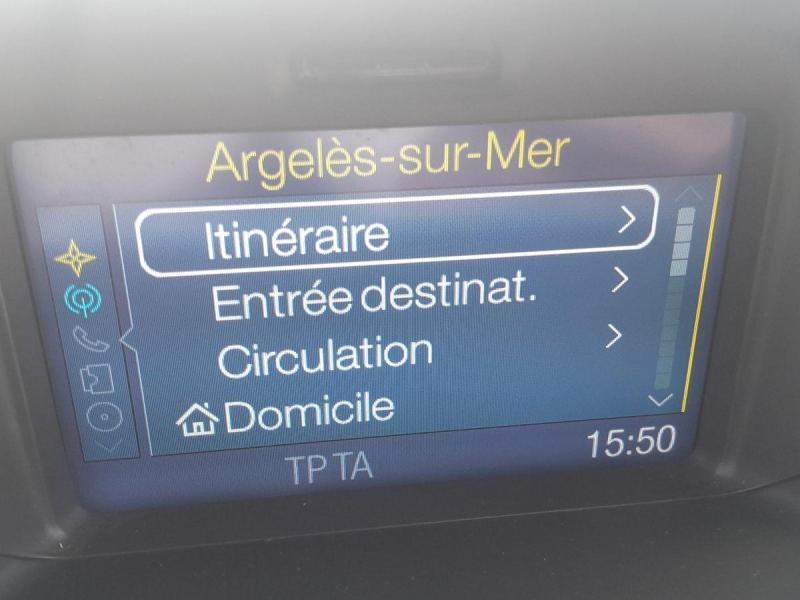 Argelès-sur-Mer
Itinéraire
Entrée destinat.
Circulation
Domicile
TP TA
15:50